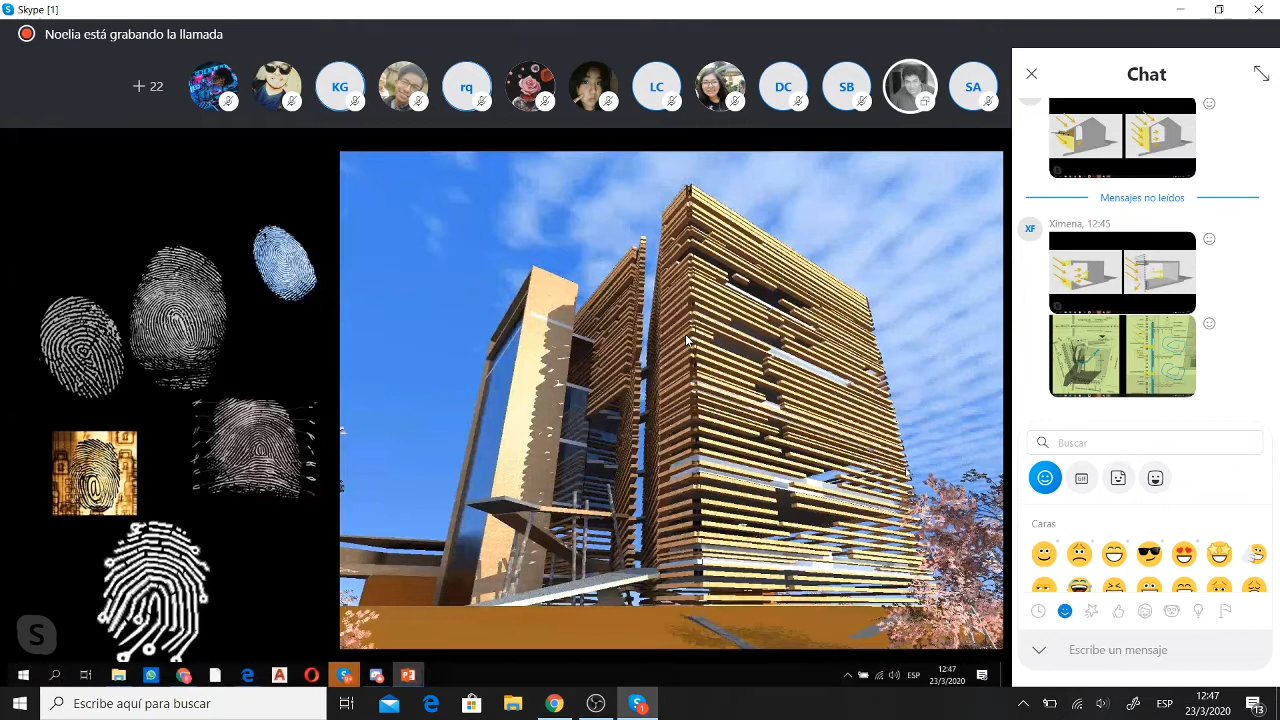 Skype [1]
Noelia está grabando la llamada
+ 22
KG
rq
LC
DC
SB
SA
Chat
Mensajes no leídos
XF
Ximena, 12:45
Buscar
GIF
Caras
Escribe un mensaje
S
ESP
12:47
23/3/2020
Escribe aquí para buscar
ESP
12:47
23/3/2020
13